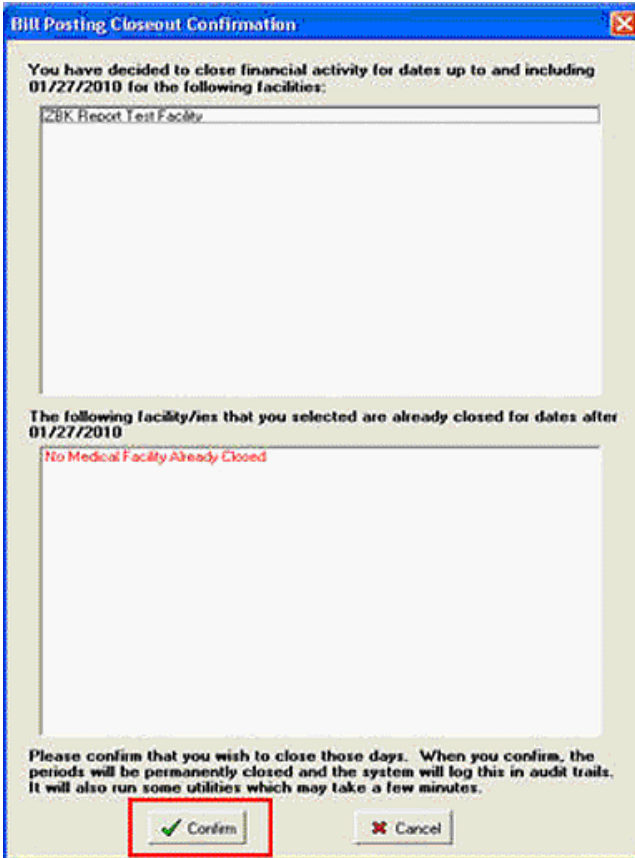 Bill Posting Closeout Confirmation
You have decided to close financial activity for dates up to and including
01/27/2010 for the following facilities:
ZBK Report Test Facility
The following facility/ies that you selected are already closed for dates after
01/27/2010
No Medical Facility Already Closed
Please confirm that you wish to close those days. When you confirm, the
periods will be permanently closed and the system will log this in audit trails.
It will also run some utilities which may take a few minutes.
Confirm
Cancel